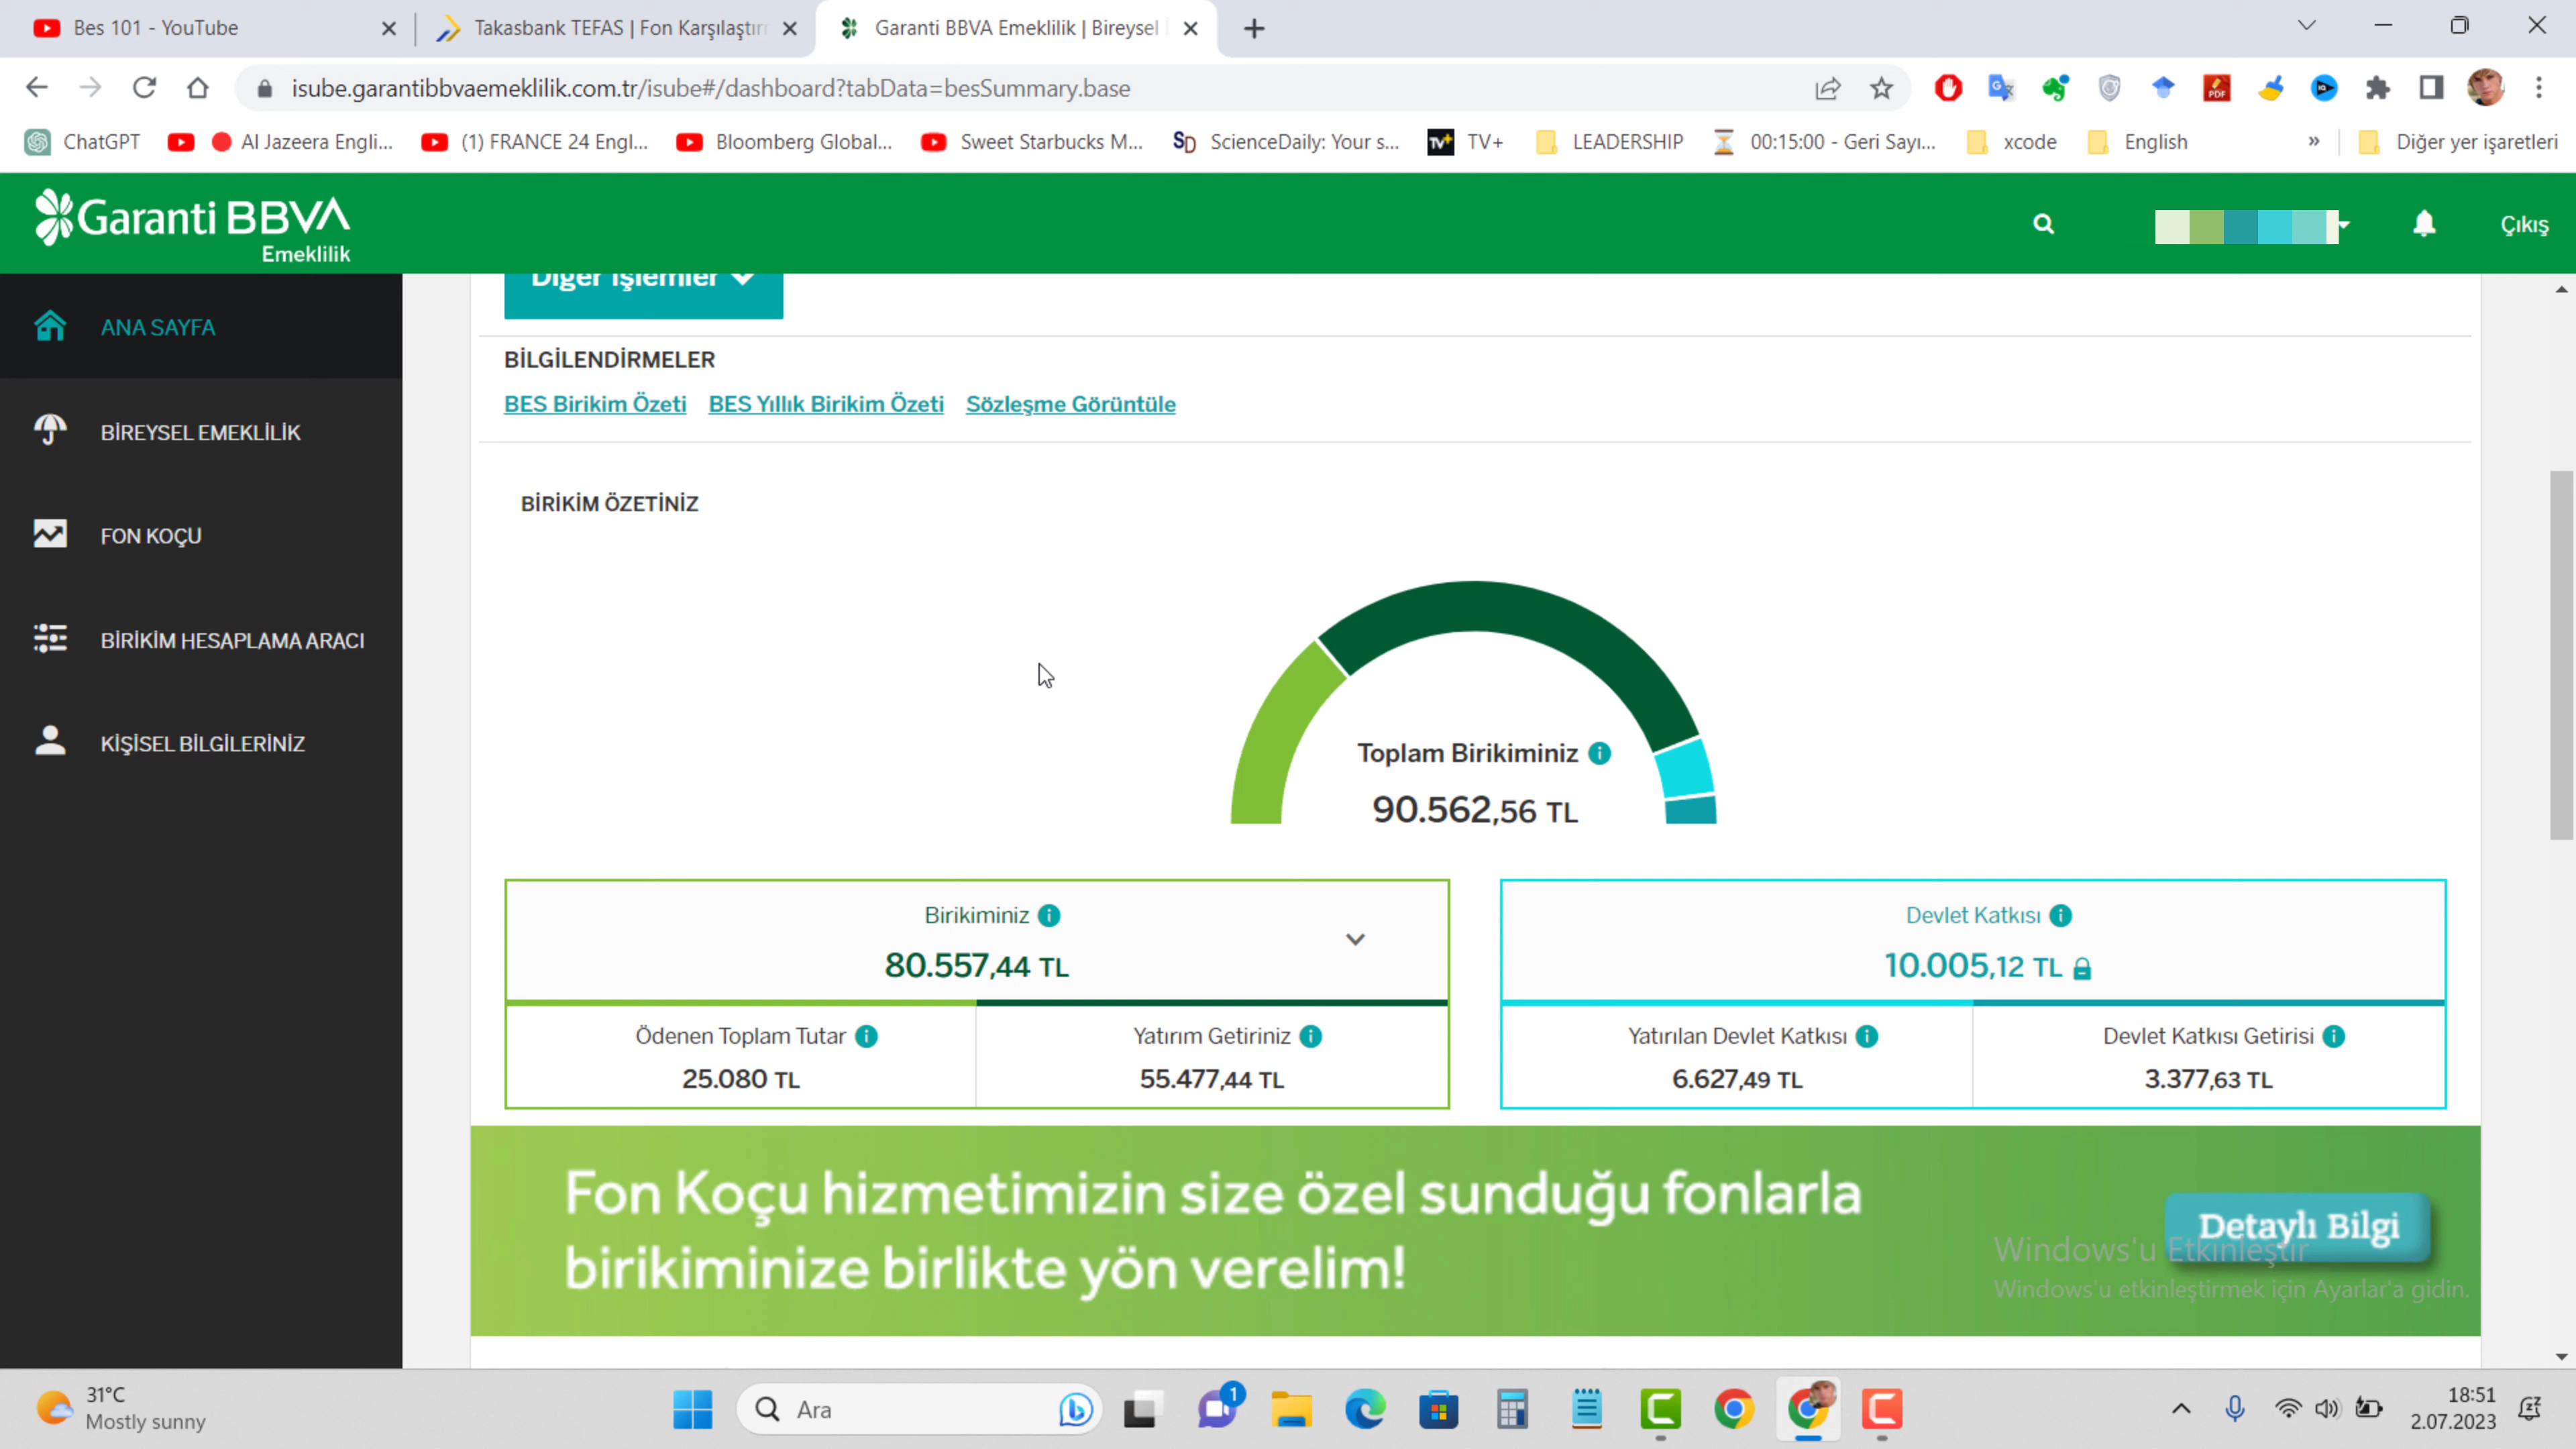 Bes 101 - YouTube
Takasbank TEFAS | Fon Karşılaştır
Garanti BBVA Emeklilik | Bireysel
isube.garantibbvaemeklilik.com.tr/isube#/dashboard?tabData=besSummary.base
ChatGPT
Al Jazeera Engli...
(1) FRANCE 24 Engl...
Bloomberg Global...
Sweet Starbucks M...
SD ScienceDaily: Your s...
TV+ TV+
LEADERSHIP
00:15:00 - Geri Sayı...
xcode
English
»
Diğer yer işaretleri
Garanti BBVA
Emeklilik
Çıkış
ANA SAYFA
BİREYSEL EMEKLİLİK
FON KOÇU
BİRİKİM HESAPLAMA ARACI
KİŞİSEL BİLGİLERİNİZ
Diğer İşlemler
BİLGİLENDİRMELER
BES Birikim Özeti BES Yıllık Birikim Özeti Sözleşme Görüntüle
BİRİKİM ÖZETİNİZ
Toplam Birikiminiz
90.562,56 TL
Birikiminiz
80.557,44 TL
Ödenen Toplam Tutar
25.080 TL
Yatırım Getiriniz
55.477,44 TL
Devlet Katkısı
10.005,12 TL
Yatırılan Devlet Katkısı
6.627,49 TL
Devlet Katkısı Getirisi
3.377,63 TL
Fon Koçu hizmetimizin size özel sunduğu fonlarla
birikiminize birlikte yön verelim!
Detaylı Bilgi
Windows'u Etkinleştir
Windows'u etkinleştirmek için Ayarlar'a gidin.
31°C
Mostly sunny
Ara
1
18:51
2.07.2023